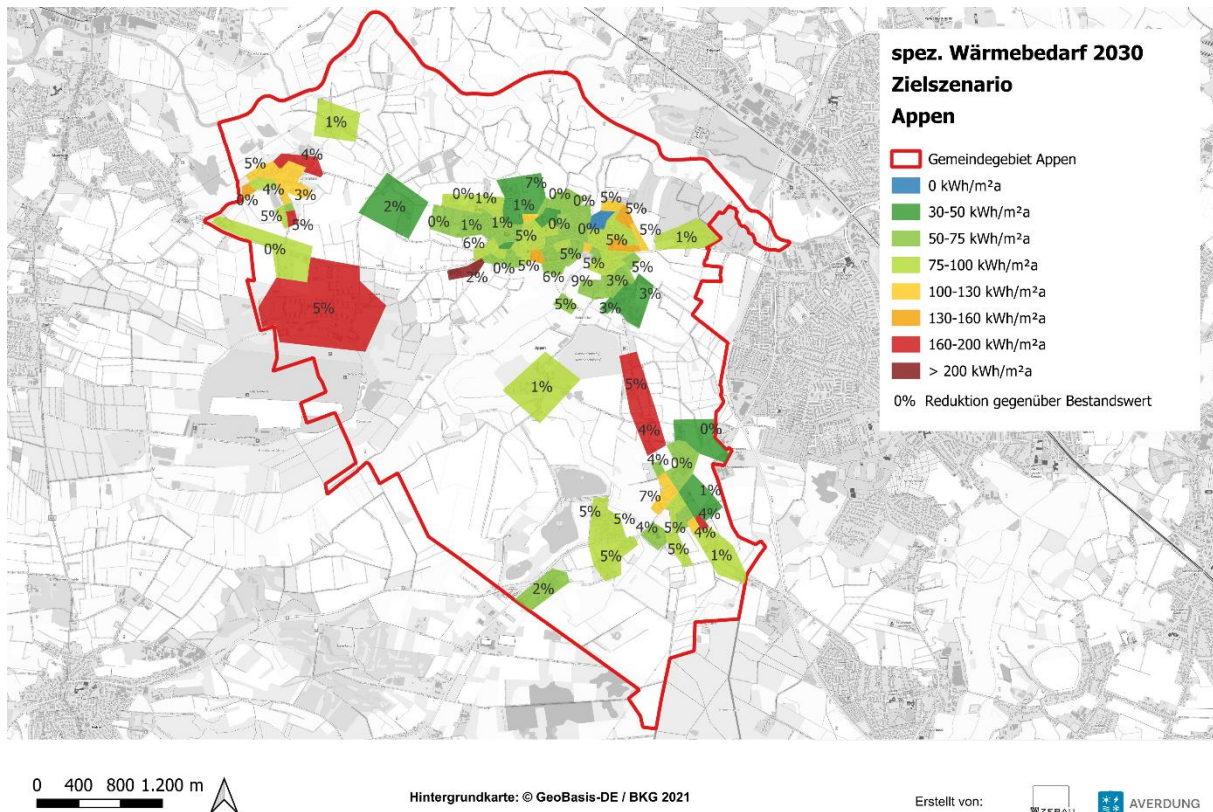 spez. Wärmebedarf 2030
Zielszenario
Appen
Gemeindegebiet Appen
0 kWh/m²a
30-50 kWh/m²a
50-75 kWh/m²a
75-100 kWh/m²a
100-130 kWh/m²a
130-160 kWh/m²a
160-200 kWh/m²a
> 200 kWh/m²a
0% Reduktion gegenüber Bestandswert
1%
5% 4%
4% 3%
0%
5% 5%
0%
5%
2%
7%
0% 1% 0% 5%
1% 0% 5%
0% 1% 1% 0% 0% 5%
5% 5% 1%
6% 5% 5%
2% 0% 5% 6% 9% 3% 5%
5% 3% 3%
1%
5%
4%
0%
4% 0%
7% 1%
5% 5% 4% 5% 4%
4%
5% 5% 1%
2%
0 400 800 1.200 m
Hintergrundkarte: © GeoBasis-DE / BKG 2021
Erstellt von:
ZEBAU
AVERDUNG